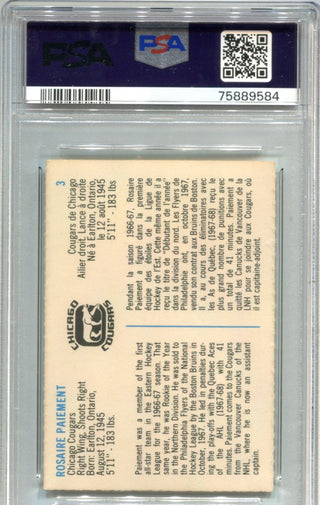 PSA
PSA
75889584
ROSAIRE PAIEMENT
3
Chicago Cougars
Right Wing, Shoots Right
Born: Earlton, Ontario,
August 12, 1945
5'11" - 183 lbs.
CHICAGO
COUGARS
Cougars de Chicago
Ailier droit, Lance à droite
Né à Earlton, Ontario,
le 12 août 1945
5'11" - 183 lbs.
Paiement was a member of the first
all-star team in the Eastern Hockey
League for the 1966-67 season. That
same year, he was Rookie of the Year
in the Northern Division. He was sold to
the Philadelphia Flyers of the National
Hockey League by the Boston Bruins in
October, 1967. He led in penalties dur-
ing the play-offs with the Quebec Aces
of the AHL (1967-68) with 41
minutes. Paiement comes to the Cougars
from the Vancouver Canucks of the
NHL where he is now an assistant
captain.
Pendant la saison 1966-67, Rosaire
Paiement a figuré dans la première
équipe des étoiles de la Ligue de
Hockey de l'Est. Cette même année il a
reçu le titre de "Débutant de l'année"
dans la division du nord. Les Flyers de
Philadelphie ont, en octobre 1967,
vendu son contrat aux Bruins de Boston.
Il a, au cours des éliminatoires avec
les As de Québec, (1967-68) reçu le
plus grand nombre de punitions avec
un total de 41 minutes. Paiement a
quitté les Canucks de Vancouver de la
LNH pour se joindre aux Cougars, où
il est capitaine-adjoint.